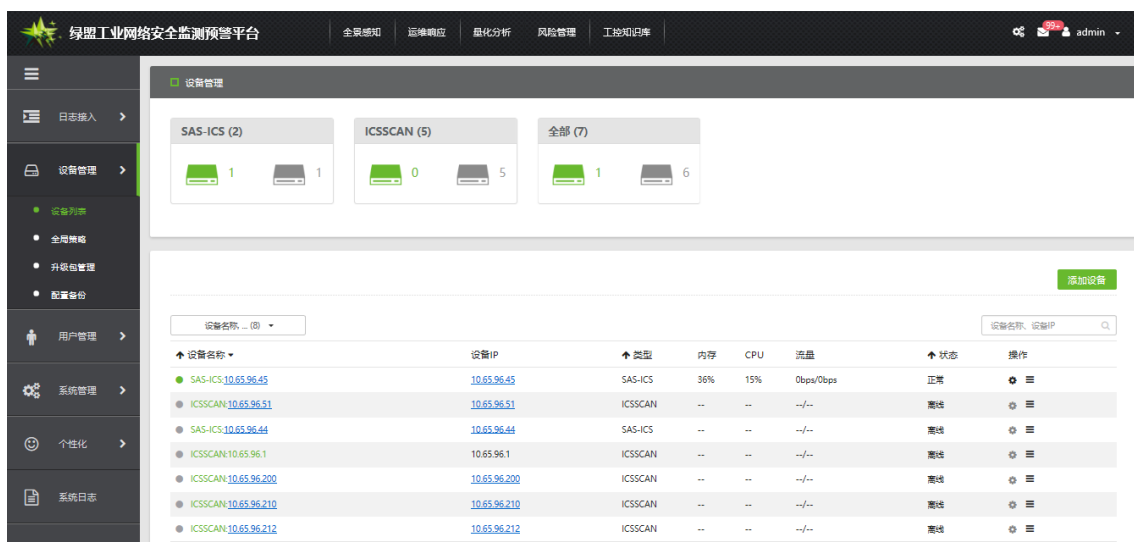 绿盟工业网络安全监测预警平台 全景感知 运维响应 量化分析 风险管理 工控知识库 99+ admin
日志接入
设备管理
设备列表
全局策略
升级包管理
配置备份
用户管理
系统管理
个性化
系统日志
设备管理
SAS-ICS (2) ICSSCAN (5) 全部 (7)
1 1 0 5 1 6
添加设备
设备名称, ... (8) 设备名称、设备IP
设备名称 设备IP 类型 内存 CPU 流量 状态 操作
SAS-ICS:10.65.96.45 10.65.96.45 SAS-ICS 36% 15% 0bps/0bps 正常
ICSSCAN:10.65.96.51 10.65.96.51 ICSSCAN -- -- --/-- 离线
SAS-ICS:10.65.96.44 10.65.96.44 SAS-ICS -- -- --/-- 离线
ICSSCAN:10.65.96.1 10.65.96.1 ICSSCAN -- -- --/-- 离线
ICSSCAN:10.65.96.200 10.65.96.200 ICSSCAN -- -- --/-- 离线
ICSSCAN:10.65.96.210 10.65.96.210 ICSSCAN -- -- --/-- 离线
ICSSCAN:10.65.96.212 10.65.96.212 ICSSCAN -- -- --/-- 离线